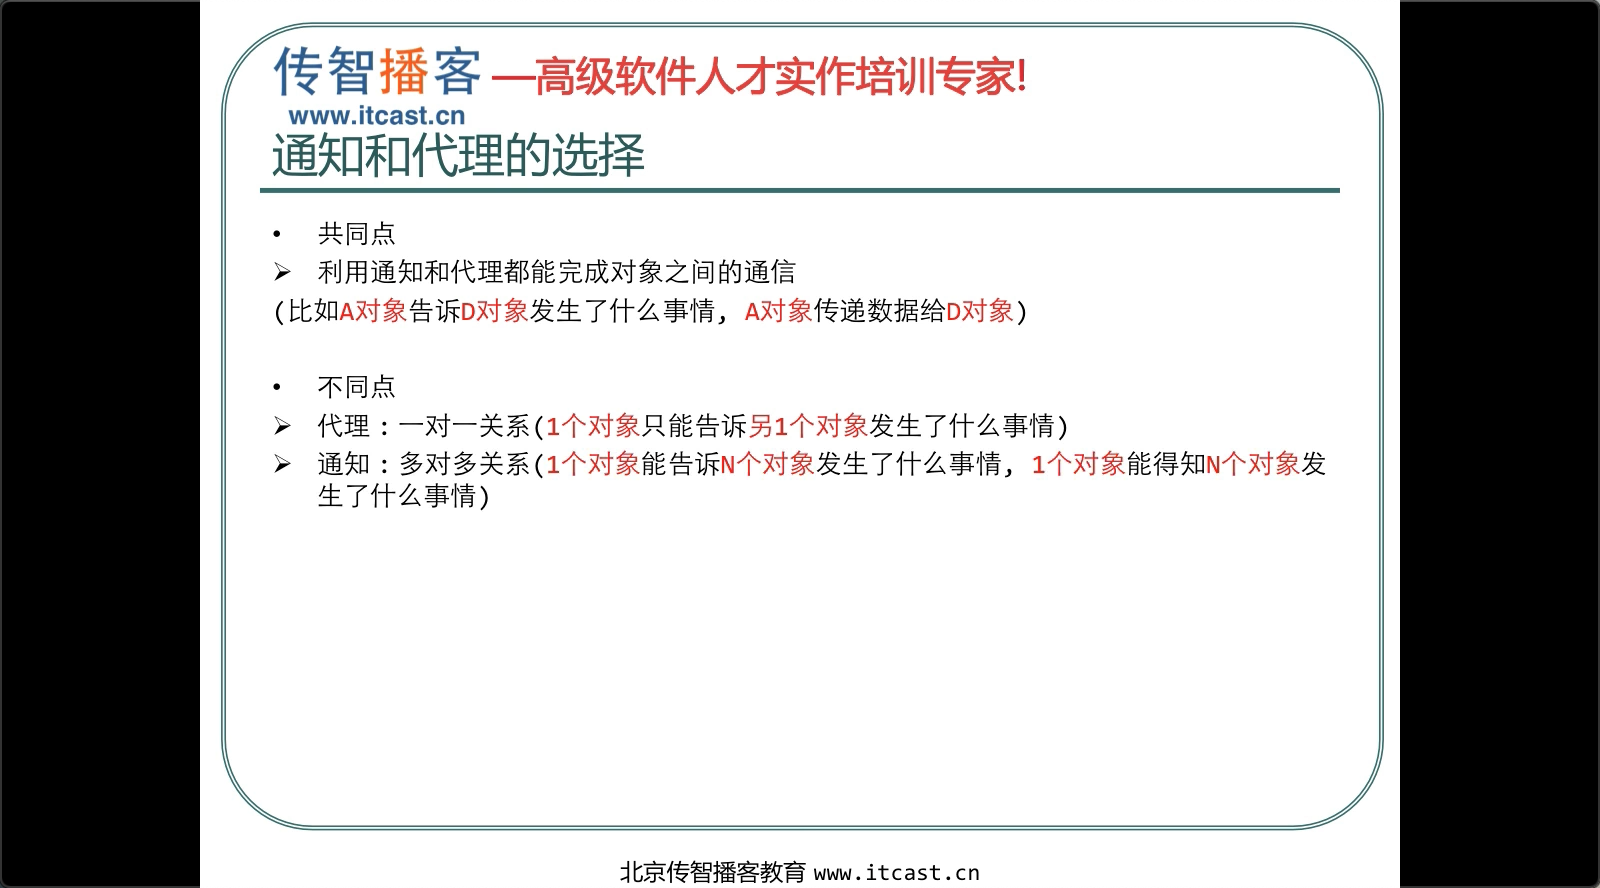 传智播客 —高级软件人才实作培训专家!
www.itcast.cn
通知和代理的选择
• 共同点
➢ 利用通知和代理都能完成对象之间的通信
(比如A对象告诉D对象发生了什么事情, A对象传递数据给D对象)
• 不同点
➢ 代理：一对一关系(1个对象只能告诉另1个对象发生了什么事情)
➢ 通知：多对多关系(1个对象能告诉N个对象发生了什么事情, 1个对象能得知N个对象发
生了什么事情)
北京传智播客教育 www.itcast.cn